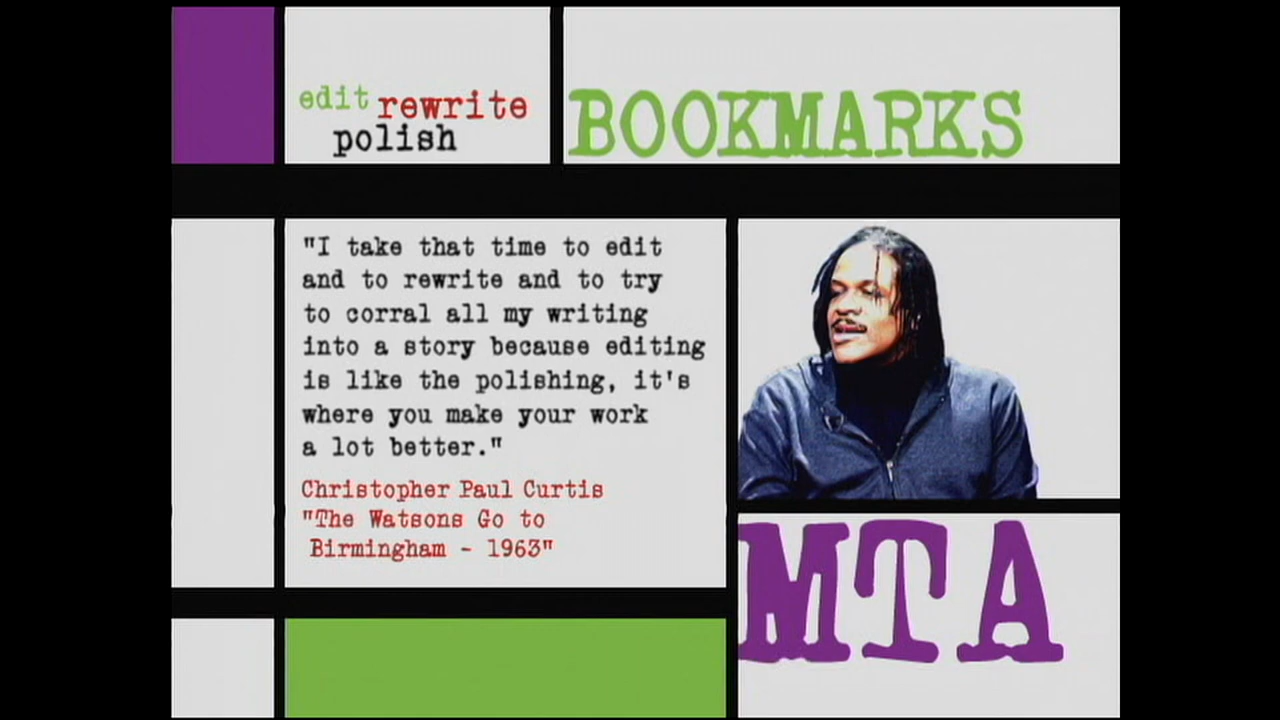 edit rewrite
polish
BOOKMARKS
"I take that time to edit
and to rewrite and to try
to corral all my writing
into a story because editing
is like the polishing, it's
where you make your work
a lot better."
Christopher Paul Curtis
"The Watsons Go to
Birmingham - 1963"
MTA